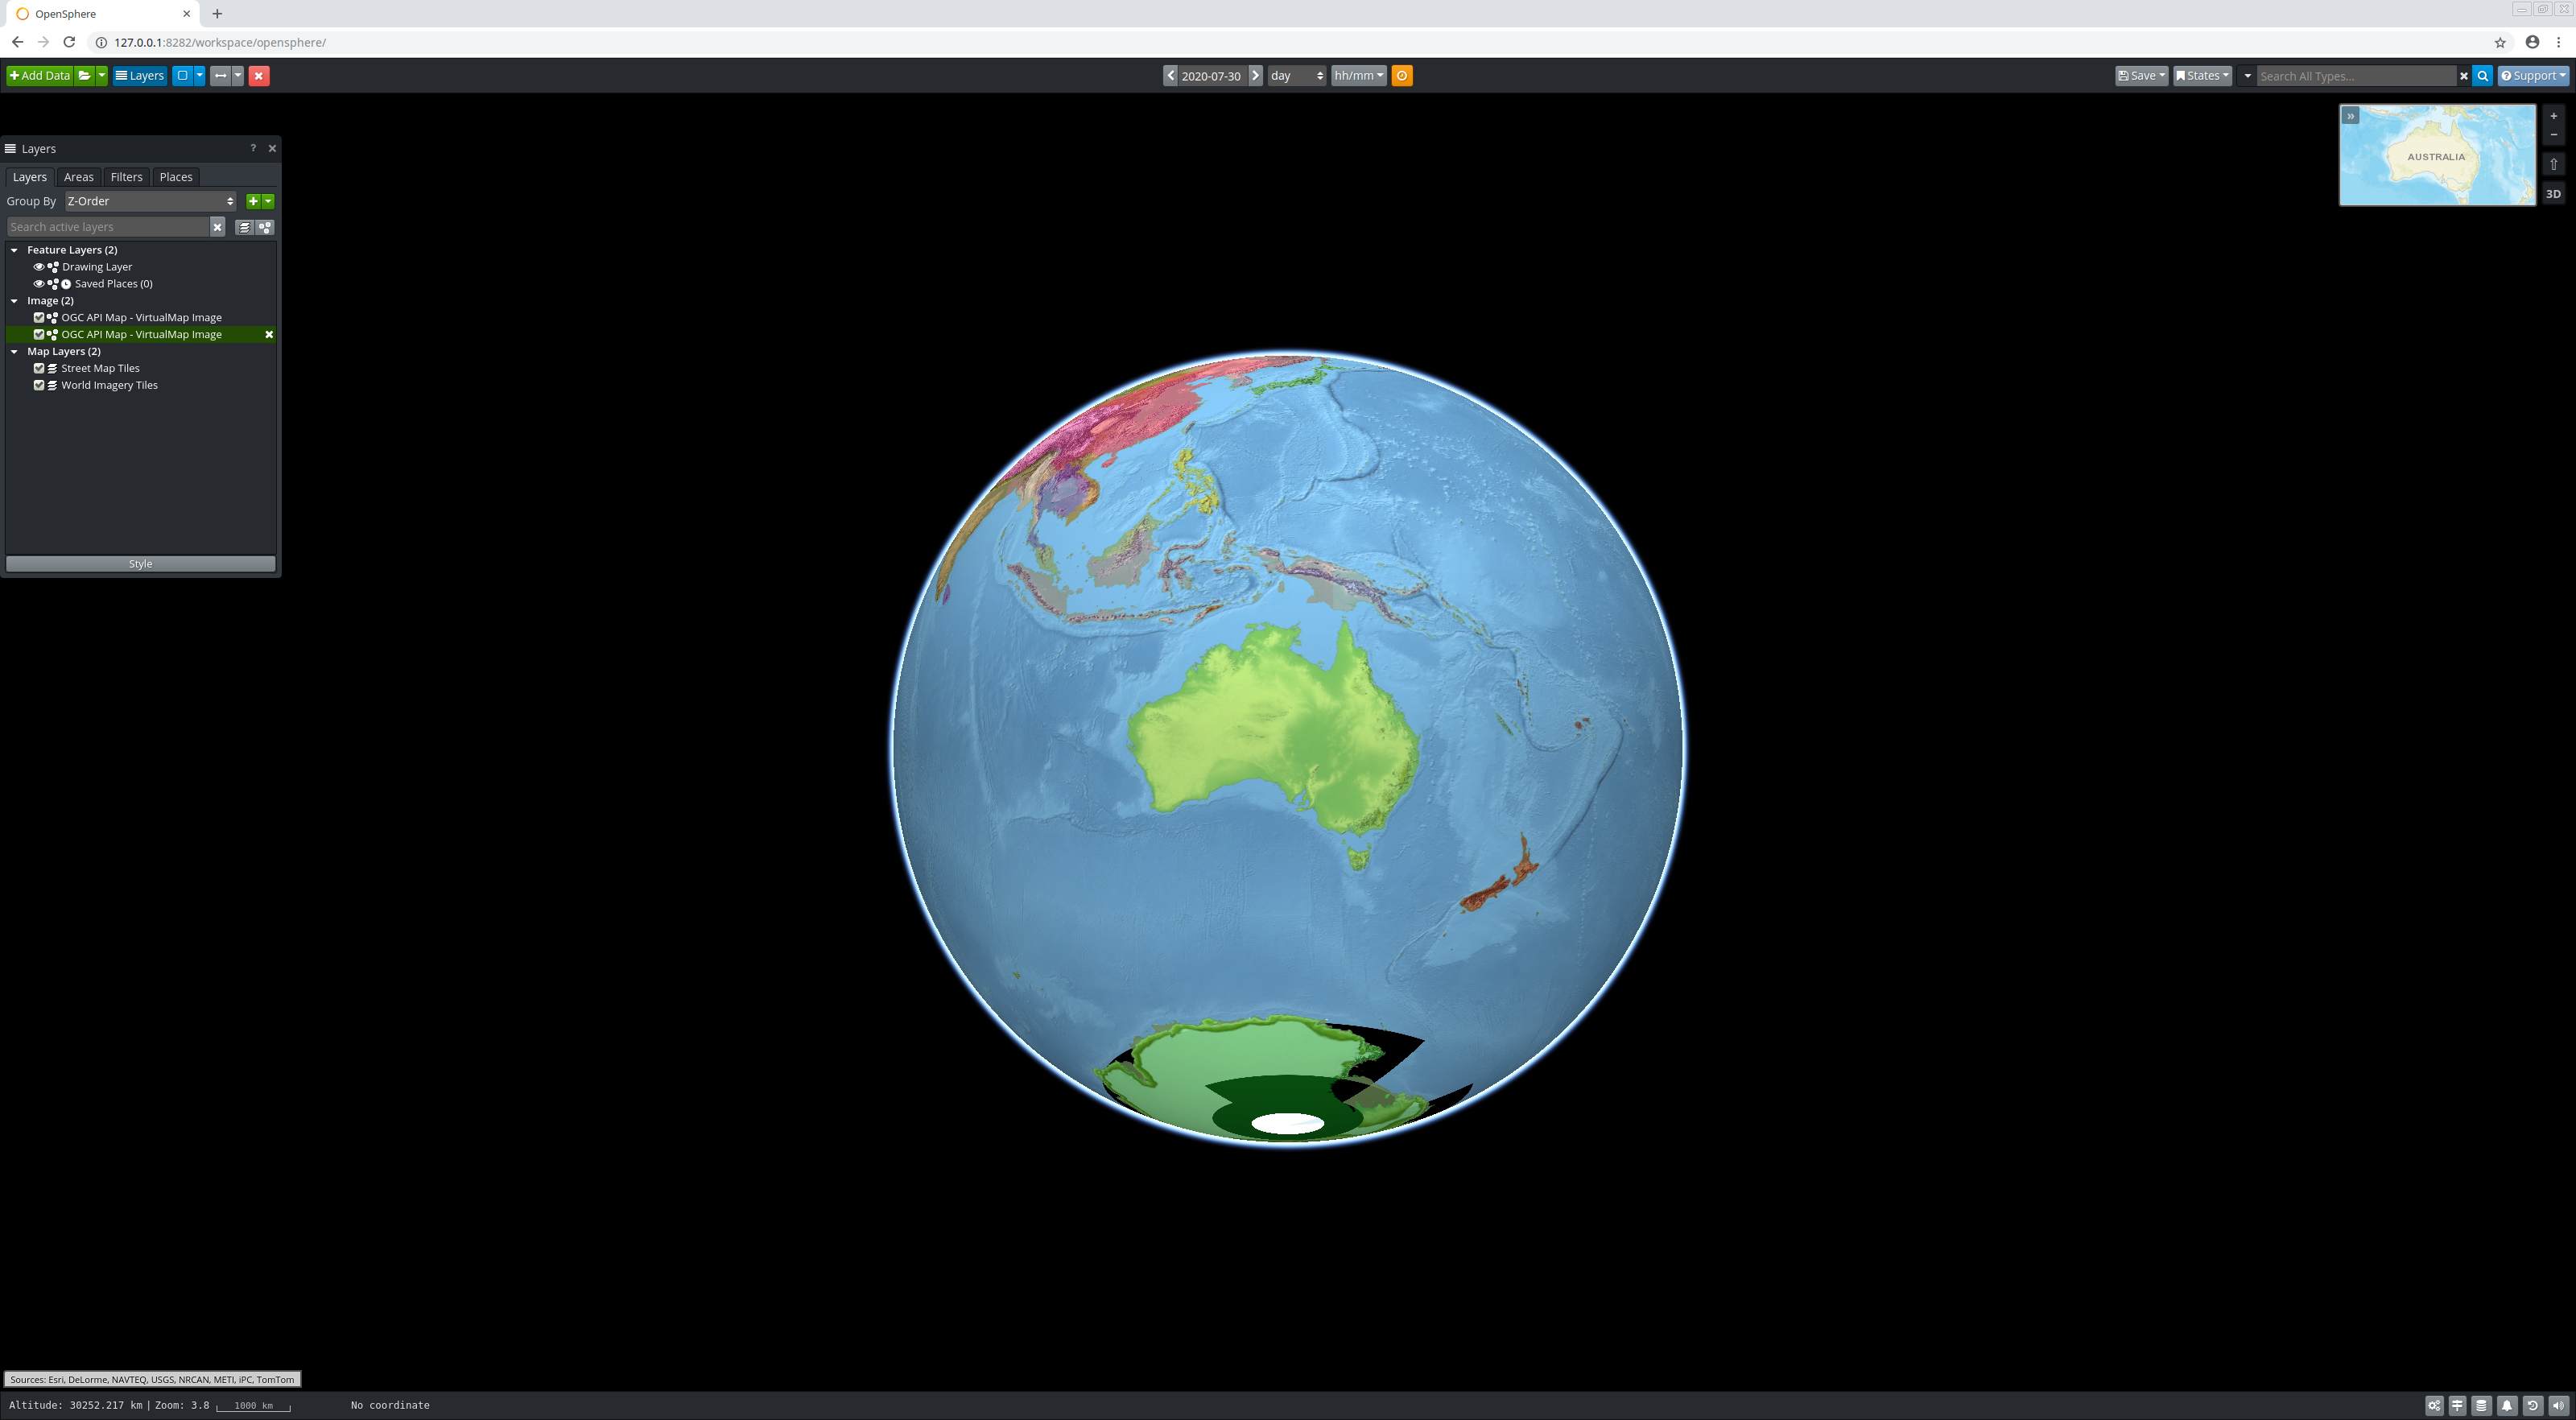 OpenSphere
127.0.0.1:8282/workspace/opensphere/
Add Data Layers 2020-07-30 day hh/mm Save States Search All Types... Support
AUSTRALIA
3D
Layers ?
Layers Areas Filters Places
Group By Z-Order
Search active layers
Feature Layers (2)
Drawing Layer
Saved Places (0)
Image (2)
OGC API Map - VirtualMap Image
OGC API Map - VirtualMap Image
Map Layers (2)
Street Map Tiles
World Imagery Tiles
Style
Sources: Esri, DeLorme, NAVTEQ, USGS, NRCAN, METI, iPC, TomTom
Altitude: 30252.217 km | Zoom: 3.8 1000 km No coordinate